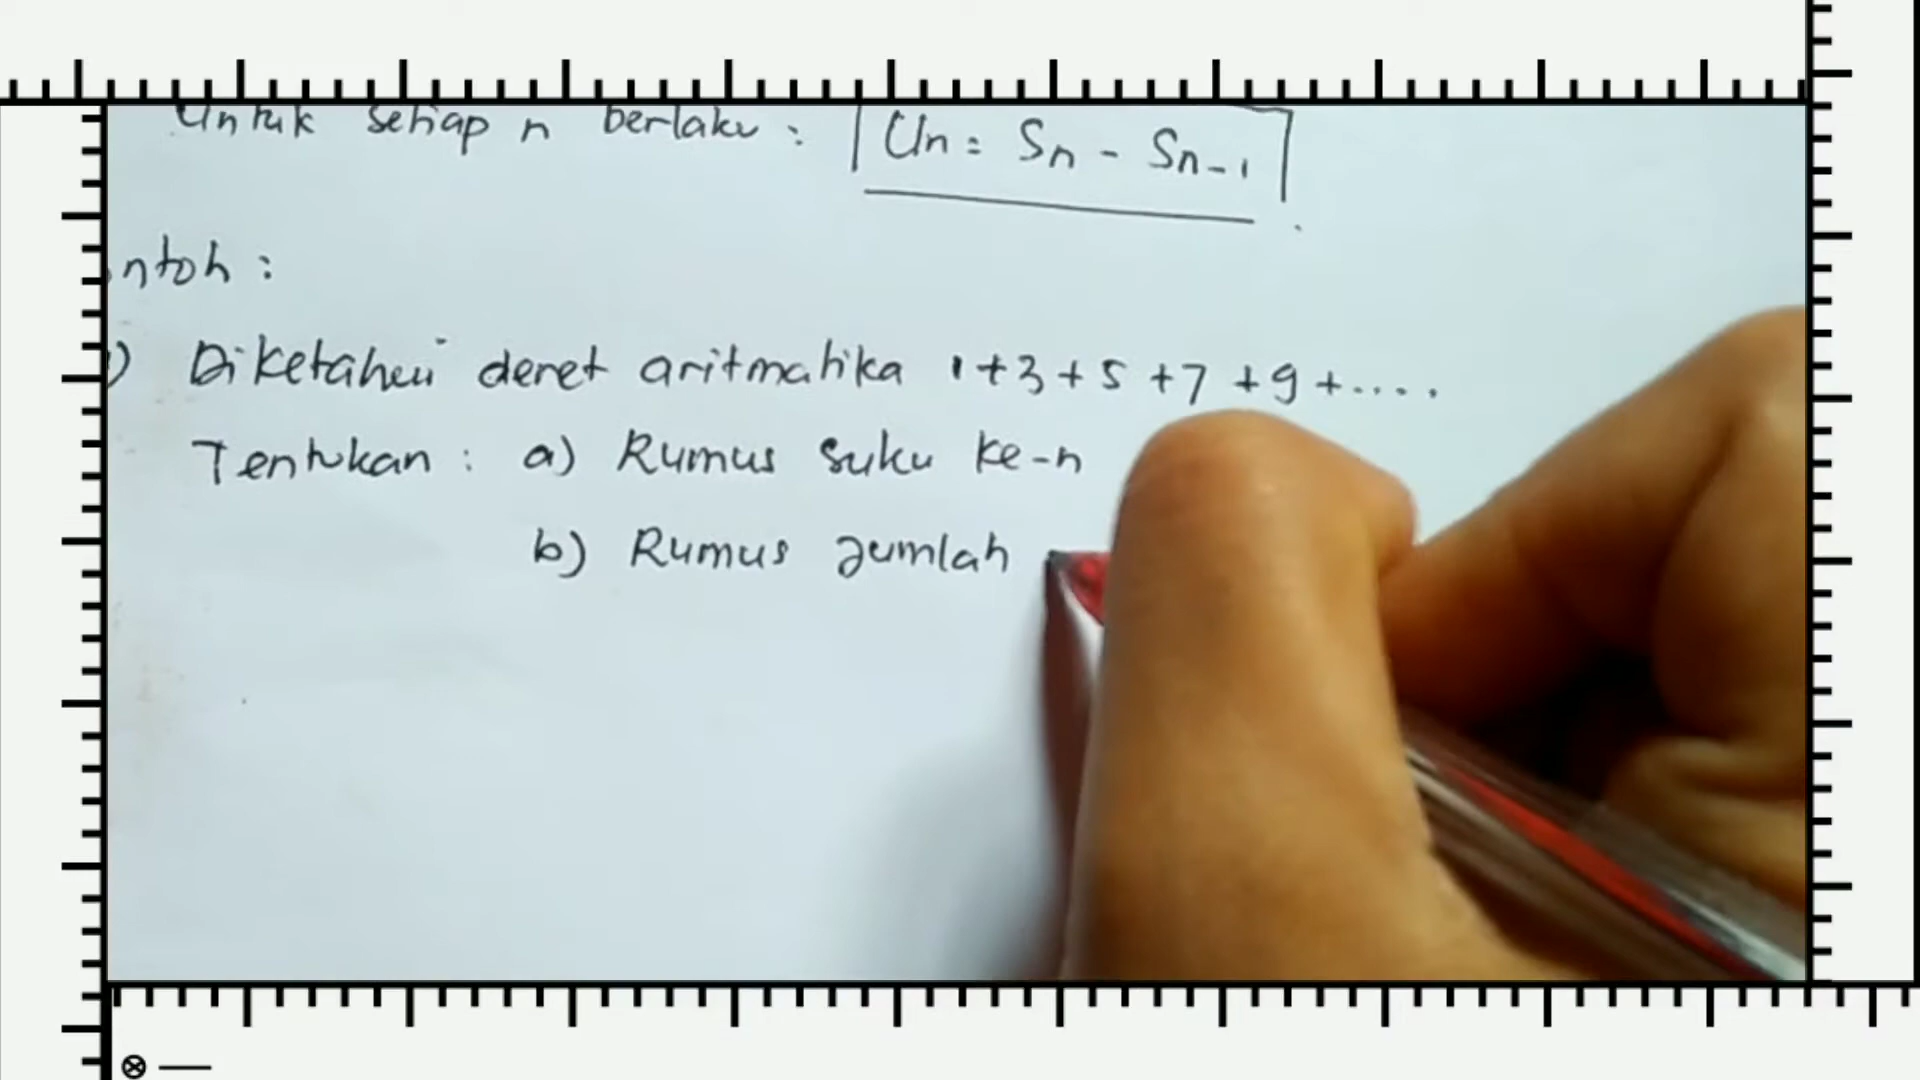 Untuk setiap n berlaku : Un = Sn - Sn-1
ntoh :
) Diketahui deret aritmatika 1 + 3 + 5 + 7 + 9 + ....
Tentukan : a) Rumus suku ke-n
b) Rumus Jumlah